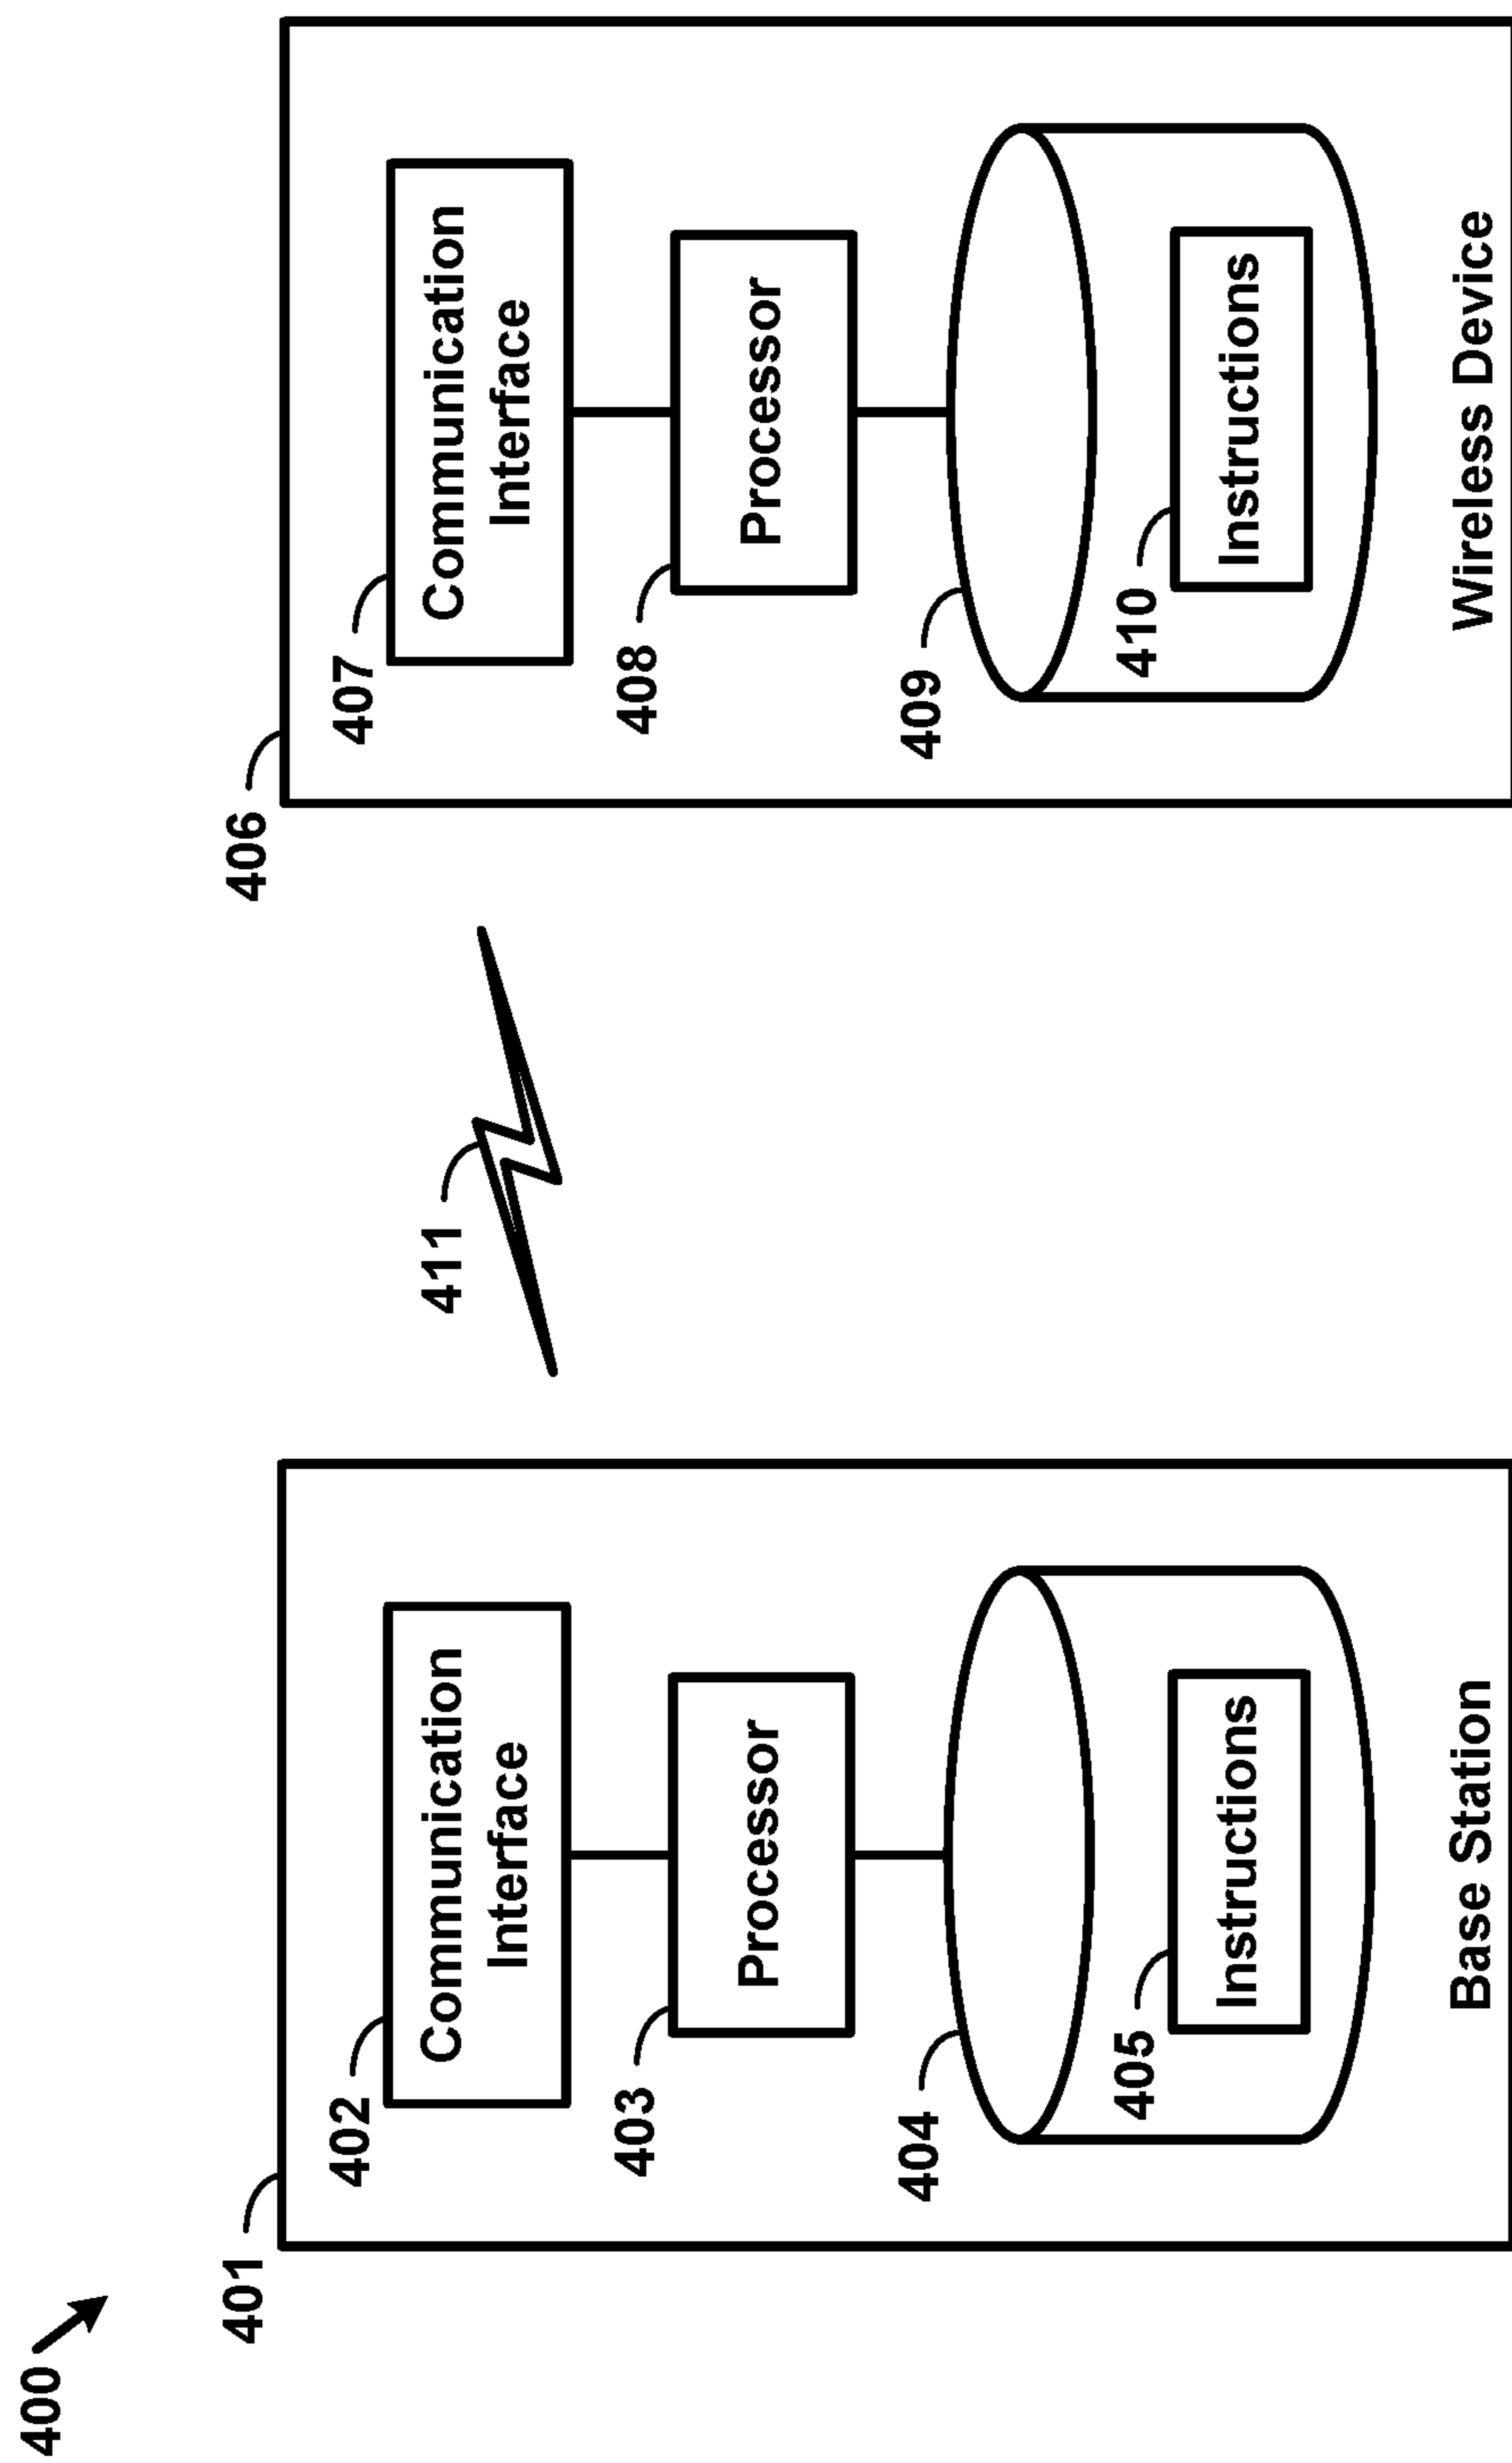 400
401
402
Communication
Interface
403
Processor
404
405
Instructions
Base Station
411
406
407
Communication
Interface
408
Processor
409
410
Instructions
Wireless Device